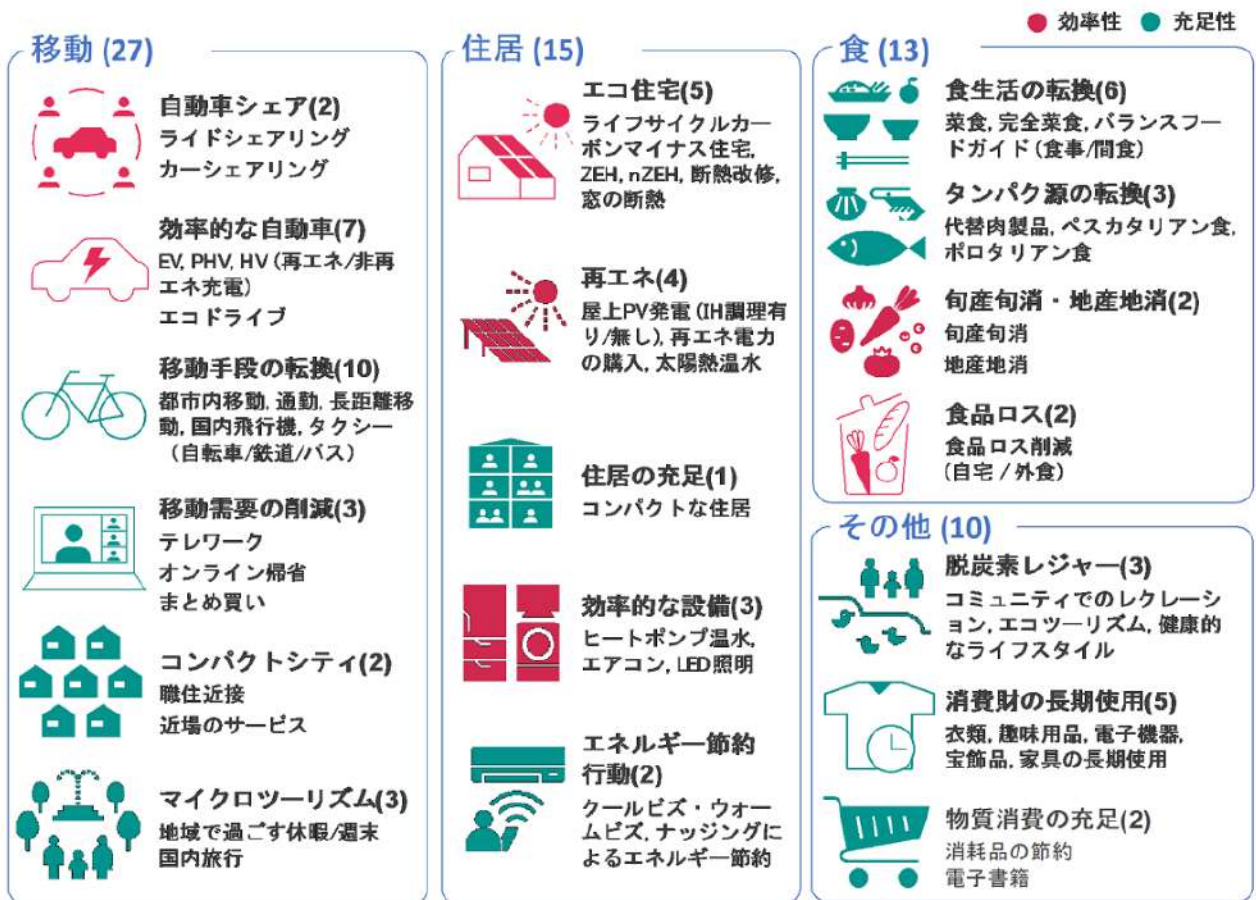 ● 効率性 ● 充足性
移動 (27)
自動車シェア(2)
ライドシェアリング
カーシェアリング
効率的な自動車(7)
EV, PHV, HV (再エネ/非再
エネ充電)
エコドライブ
移動手段の転換(10)
都市内移動, 通勤, 長距離移
動, 国内飛行機, タクシー
(自転車/鉄道/バス)
移動需要の削減(3)
テレワーク
オンライン帰省
まとめ買い
コンパクトシティ(2)
職住近接
近場のサービス
マイクロツーリズム(3)
地域で過ごす休暇/週末
国内旅行
住居 (15)
エコ住宅(5)
ライフサイクルカー
ボンマイナス住宅,
ZEH, nZEH, 断熱改修,
窓の断熱
再エネ(4)
屋上PV発電 (IH調理有
り/無し), 再エネ電力
の購入, 太陽熱温水
住居の充足(1)
コンパクトな住居
効率的な設備(3)
ヒートポンプ温水,
エアコン, LED照明
エネルギー節約
行動(2)
クールビズ・ウォー
ムビズ, ナッジングに
よるエネルギー節約
食 (13)
食生活の転換(6)
菜食, 完全菜食, バランスフー
ドガイド (食事/間食)
タンパク源の転換(3)
代替肉製品, ペスカタリアン食,
ポロタリアン食
旬産旬消・地産地消(2)
旬産旬消
地産地消
食品ロス(2)
食品ロス削減
(自宅 / 外食)
その他 (10)
脱炭素レジャー(3)
コミュニティでのレクレーシ
ョン, エコツーリズム, 健康的
なライフスタイル
消費財の長期使用(5)
衣類, 趣味用品, 電子機器,
宝飾品, 家具の長期使用
物質消費の充足(2)
消耗品の節約
電子書籍